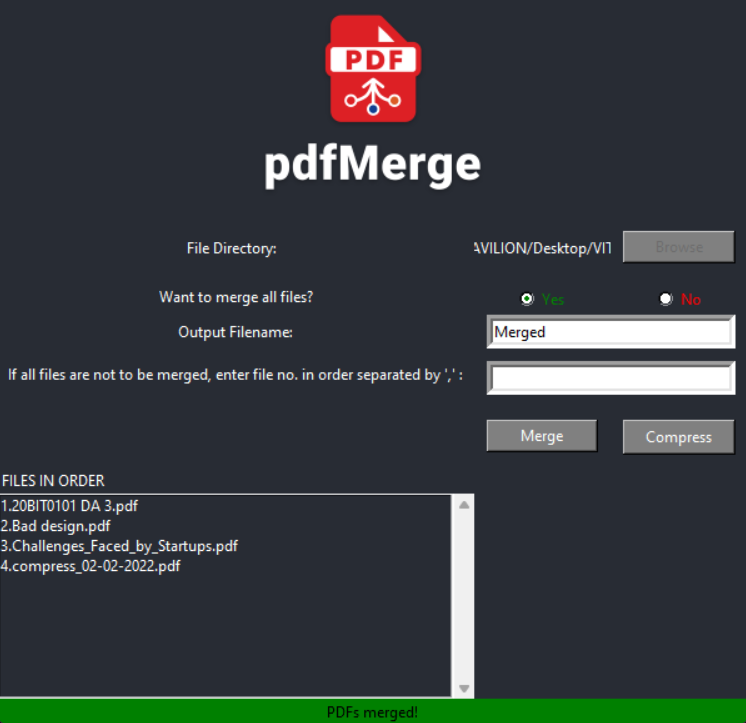 PDF
pdfMerge
File Directory: AVILION/Desktop/VIT Browse
Want to merge all files? Yes No
Output Filename: Merged
If all files are not to be merged, enter file no. in order separated by ',' :
Merge Compress
FILES IN ORDER
1.20BIT0101 DA 3.pdf
2.Bad design.pdf
3.Challenges_Faced_by_Startups.pdf
4.compress_02-02-2022.pdf
PDFs merged!